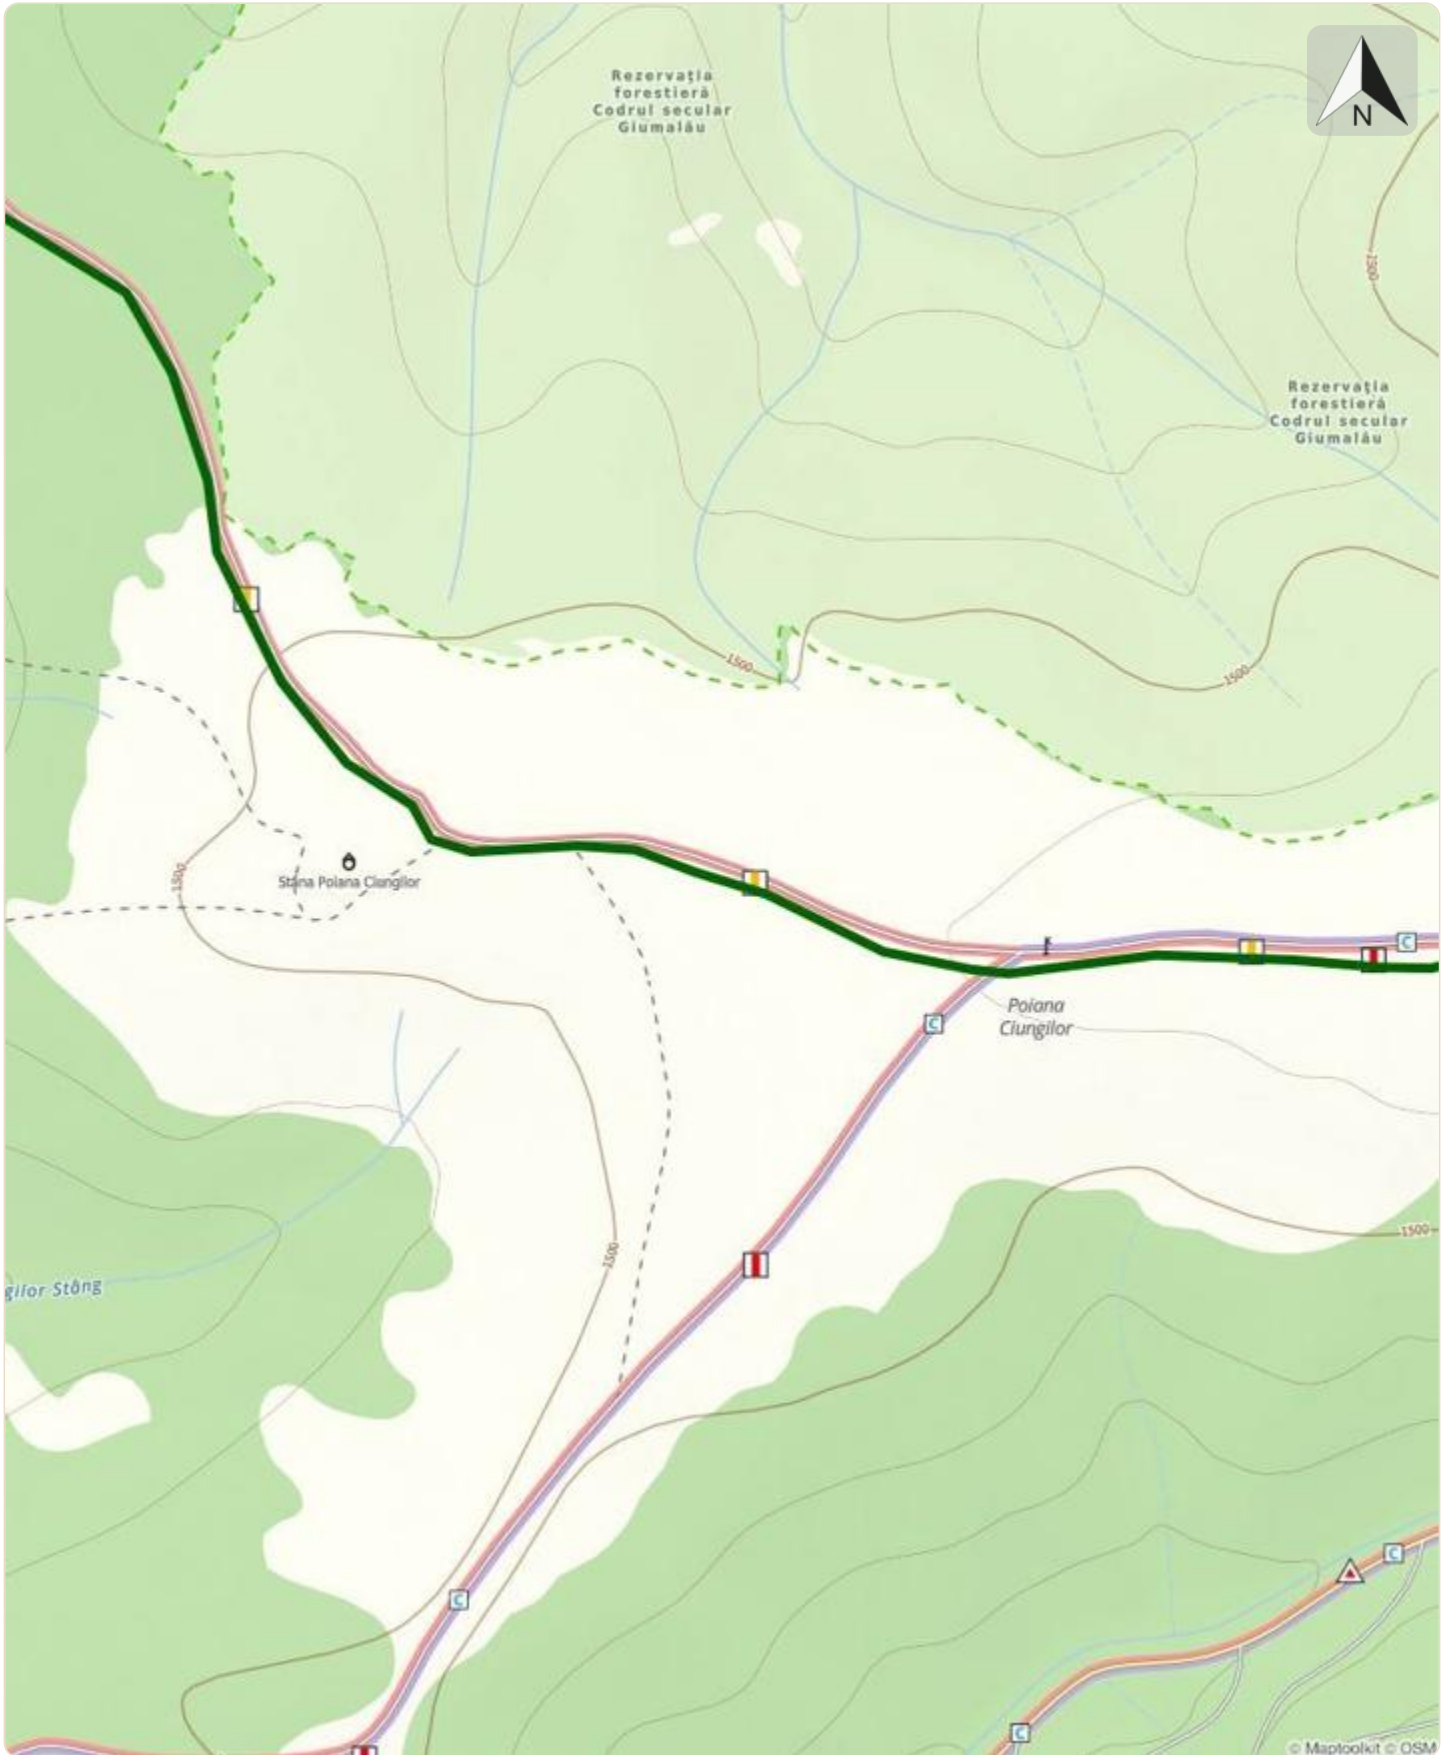 Rezervația
forestieră
Codrul secular
Giumalău
N
1500
Rezervația
forestieră
Codrul secular
Giumalău
1500
1500
Stâna Poiana Ciungilor
1500
C
C
Poiana
Ciungilor
1500
1500
gilor Stâng
C
C
C
© Maptoolkit © OSM